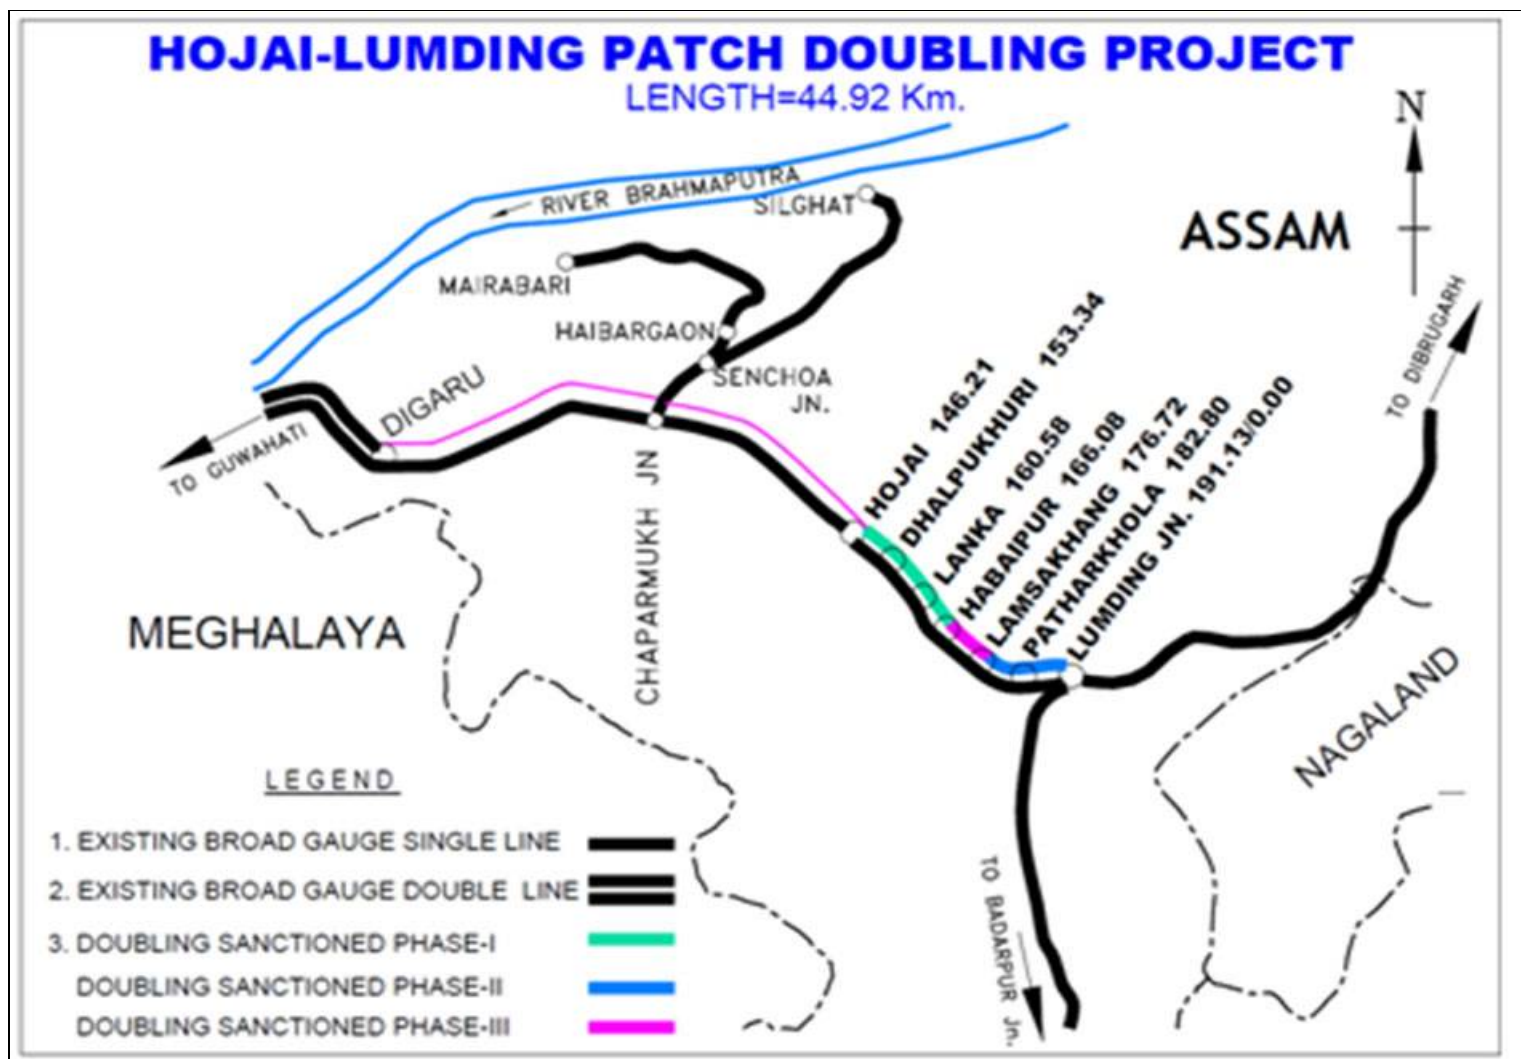 HOJAI-LUMDING PATCH DOUBLING PROJECT
LENGTH=44.92 Km.
N
RIVER BRAHMAPUTRA
SILGHAT
ASSAM
MAIRABARI
HAIBARGAON
SENCHOA
JN.
DIGARU
TO GUWAHATI
CHAPARMUKH JN
HOJAI 146.21
DHALPUKHURI 153.34
LANKA 160.58
HABAIPUR 166.08
LAMSAKHANG 176.72
PATHARKHOLA 182.80
LUMDING JN. 191.13/0.00
TO DIBRUGARH
MEGHALAYA
NAGALAND
TO BADARPUR Jn.
LEGEND
1. EXISTING BROAD GAUGE SINGLE LINE
2. EXISTING BROAD GAUGE DOUBLE LINE
3. DOUBLING SANCTIONED PHASE-I
DOUBLING SANCTIONED PHASE-II
DOUBLING SANCTIONED PHASE-III